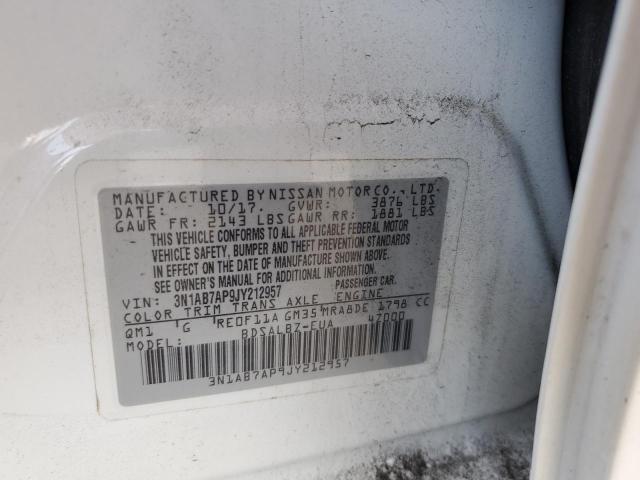 MANUFACTURED BY NISSAN MOTOR CO., LTD.
DATE: 10/17 GVWR: 3876 LBS
GAWR FR: 2143 LBS GAWR RR: 1881 LBS
THIS VEHICLE CONFORMS TO ALL APPLICABLE FEDERAL MOTOR
VEHICLE SAFETY, BUMPER AND THEFT PREVENTION STANDARDS
IN EFFECT ON THE DATE OF MANUFACTURE SHOWN ABOVE.
SEE OWNER'S MANUAL FOR ADDITIONAL INFORMATION.
VIN: 3N1AB7AP9JY212957 PASSENGER CAR.
COLOR TRIM TRANS AXLE ENGINE
QM1 G RE0F11A GM35 MRA8DE 1798 CC
MODEL: BDSALBZ-EUA 47000
3N1AB7AP9JY212957